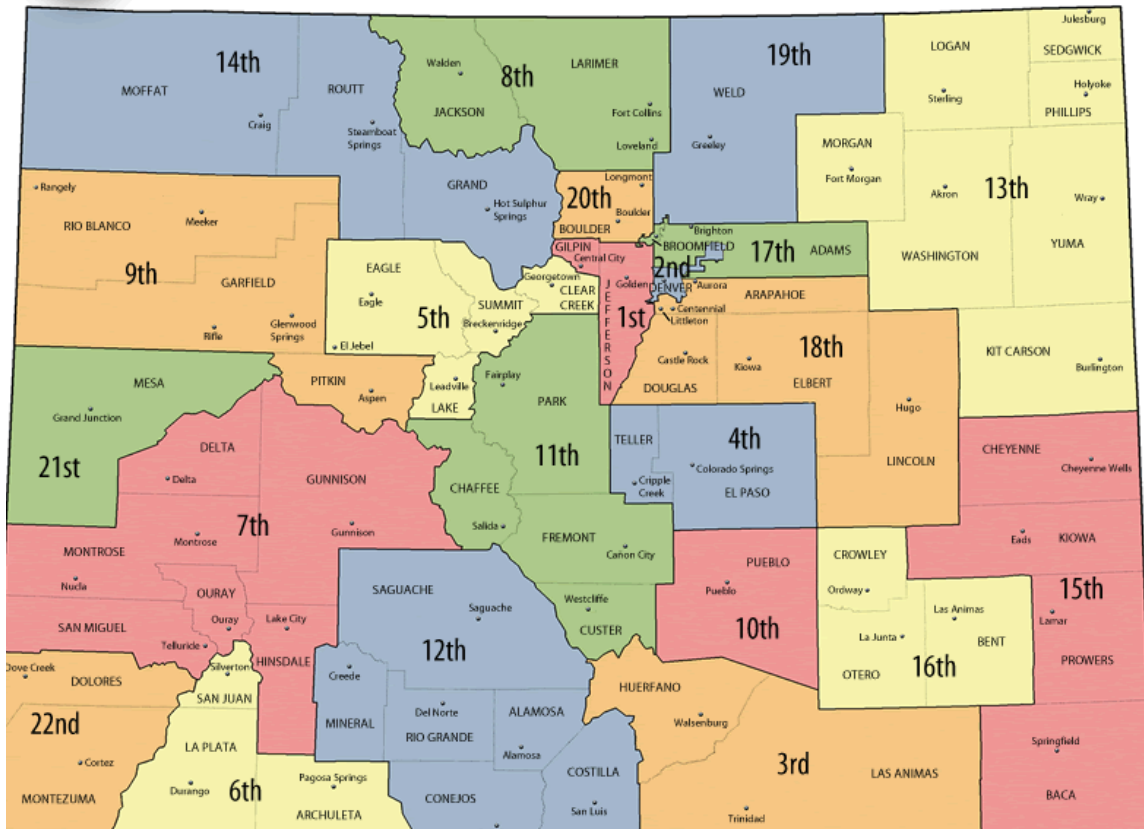 14th
MOFFAT
Craig
ROUTT
Steamboat
Springs
8th
Walden
JACKSON
LARIMER
Fort Collins
Loveland
GRAND
Hot Sulphur
Springs
19th
WELD
Greeley
LOGAN
Sterling
Julesburg
SEDGWICK
Holyoke
PHILLIPS
MORGAN
Fort Morgan
13th
Akron
WASHINGTON
Wray
YUMA
KIT CARSON
Burlington
Rangely
Meeker
RIO BLANCO
9th
GARFIELD
Rifle
Glenwood
Springs
PITKIN
Aspen
20th
Longmont
Boulder
BOULDER
GILPIN
Central City
Golden
JEFFERSON
1st
BROOMFIELD
Brighton
17th
ADAMS
2nd
DENVER
Aurora
ARAPAHOE
Centennial
Littleton
18th
Castle Rock
DOUGLAS
Kiowa
ELBERT
Hugo
LINCOLN
EAGLE
Eagle
El Jebel
5th
SUMMIT
Breckenridge
Georgetown
CLEAR
CREEK
Leadville
LAKE
MESA
Grand Junction
21st
DELTA
Delta
GUNNISON
Gunnison
7th
MONTROSE
Montrose
Nucla
OURAY
Ouray
SAN MIGUEL
Telluride
Lake City
HINSDALE
Fairplay
PARK
11th
CHAFFEE
Salida
FREMONT
Cañon City
Westcliffe
CUSTER
TELLER
Cripple
Creek
4th
Colorado Springs
EL PASO
CHEYENNE
Cheyenne Wells
Eads
KIOWA
15th
Lamar
PROWERS
Springfield
BACA
PUEBLO
Pueblo
10th
CROWLEY
Ordway
Las Animas
La Junta
BENT
OTERO
16th
SAGUACHE
Saguache
12th
Creede
MINERAL
Del Norte
RIO GRANDE
ALAMOSA
Alamosa
CONEJOS
COSTILLA
San Luis
HUERFANO
Walsenburg
3rd
LAS ANIMAS
Trinidad
Dove Creek
DOLORES
22nd
Cortez
MONTEZUMA
Silverton
SAN JUAN
LA PLATA
Durango
6th
Pagosa Springs
ARCHULETA